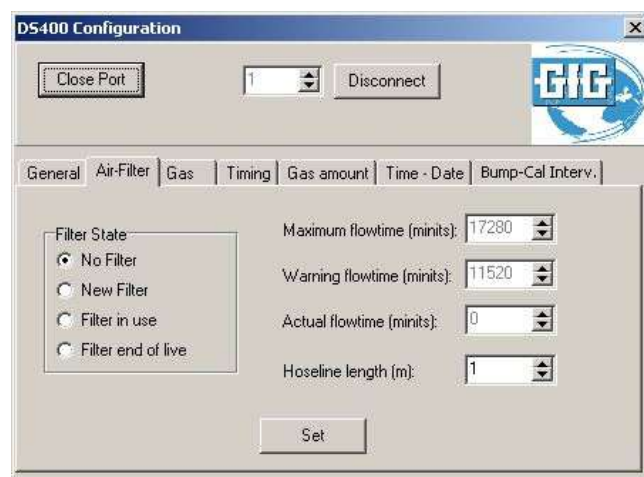 DS400 Configuration
Close Port
1
Disconnect
GfG
General
Air-Filter
Gas
Timing
Gas amount
Time - Date
Bump-Cal Interv.
Filter State
No Filter
New Filter
Filter in use
Filter end of live
Maximum flowtime (minits): 17280
Warning flowtime (minits): 11520
Actual flowtime (minits): 0
Hoseline length (m): 1
Set